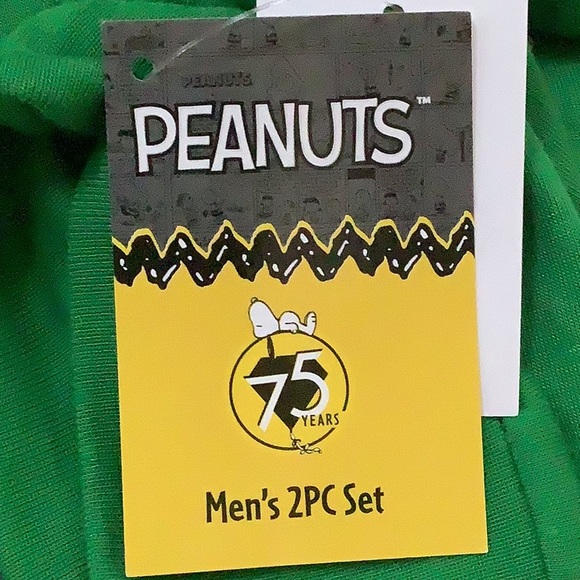 PEANUTS
PEANUTS™
75
YEARS
Men's 2PC Set